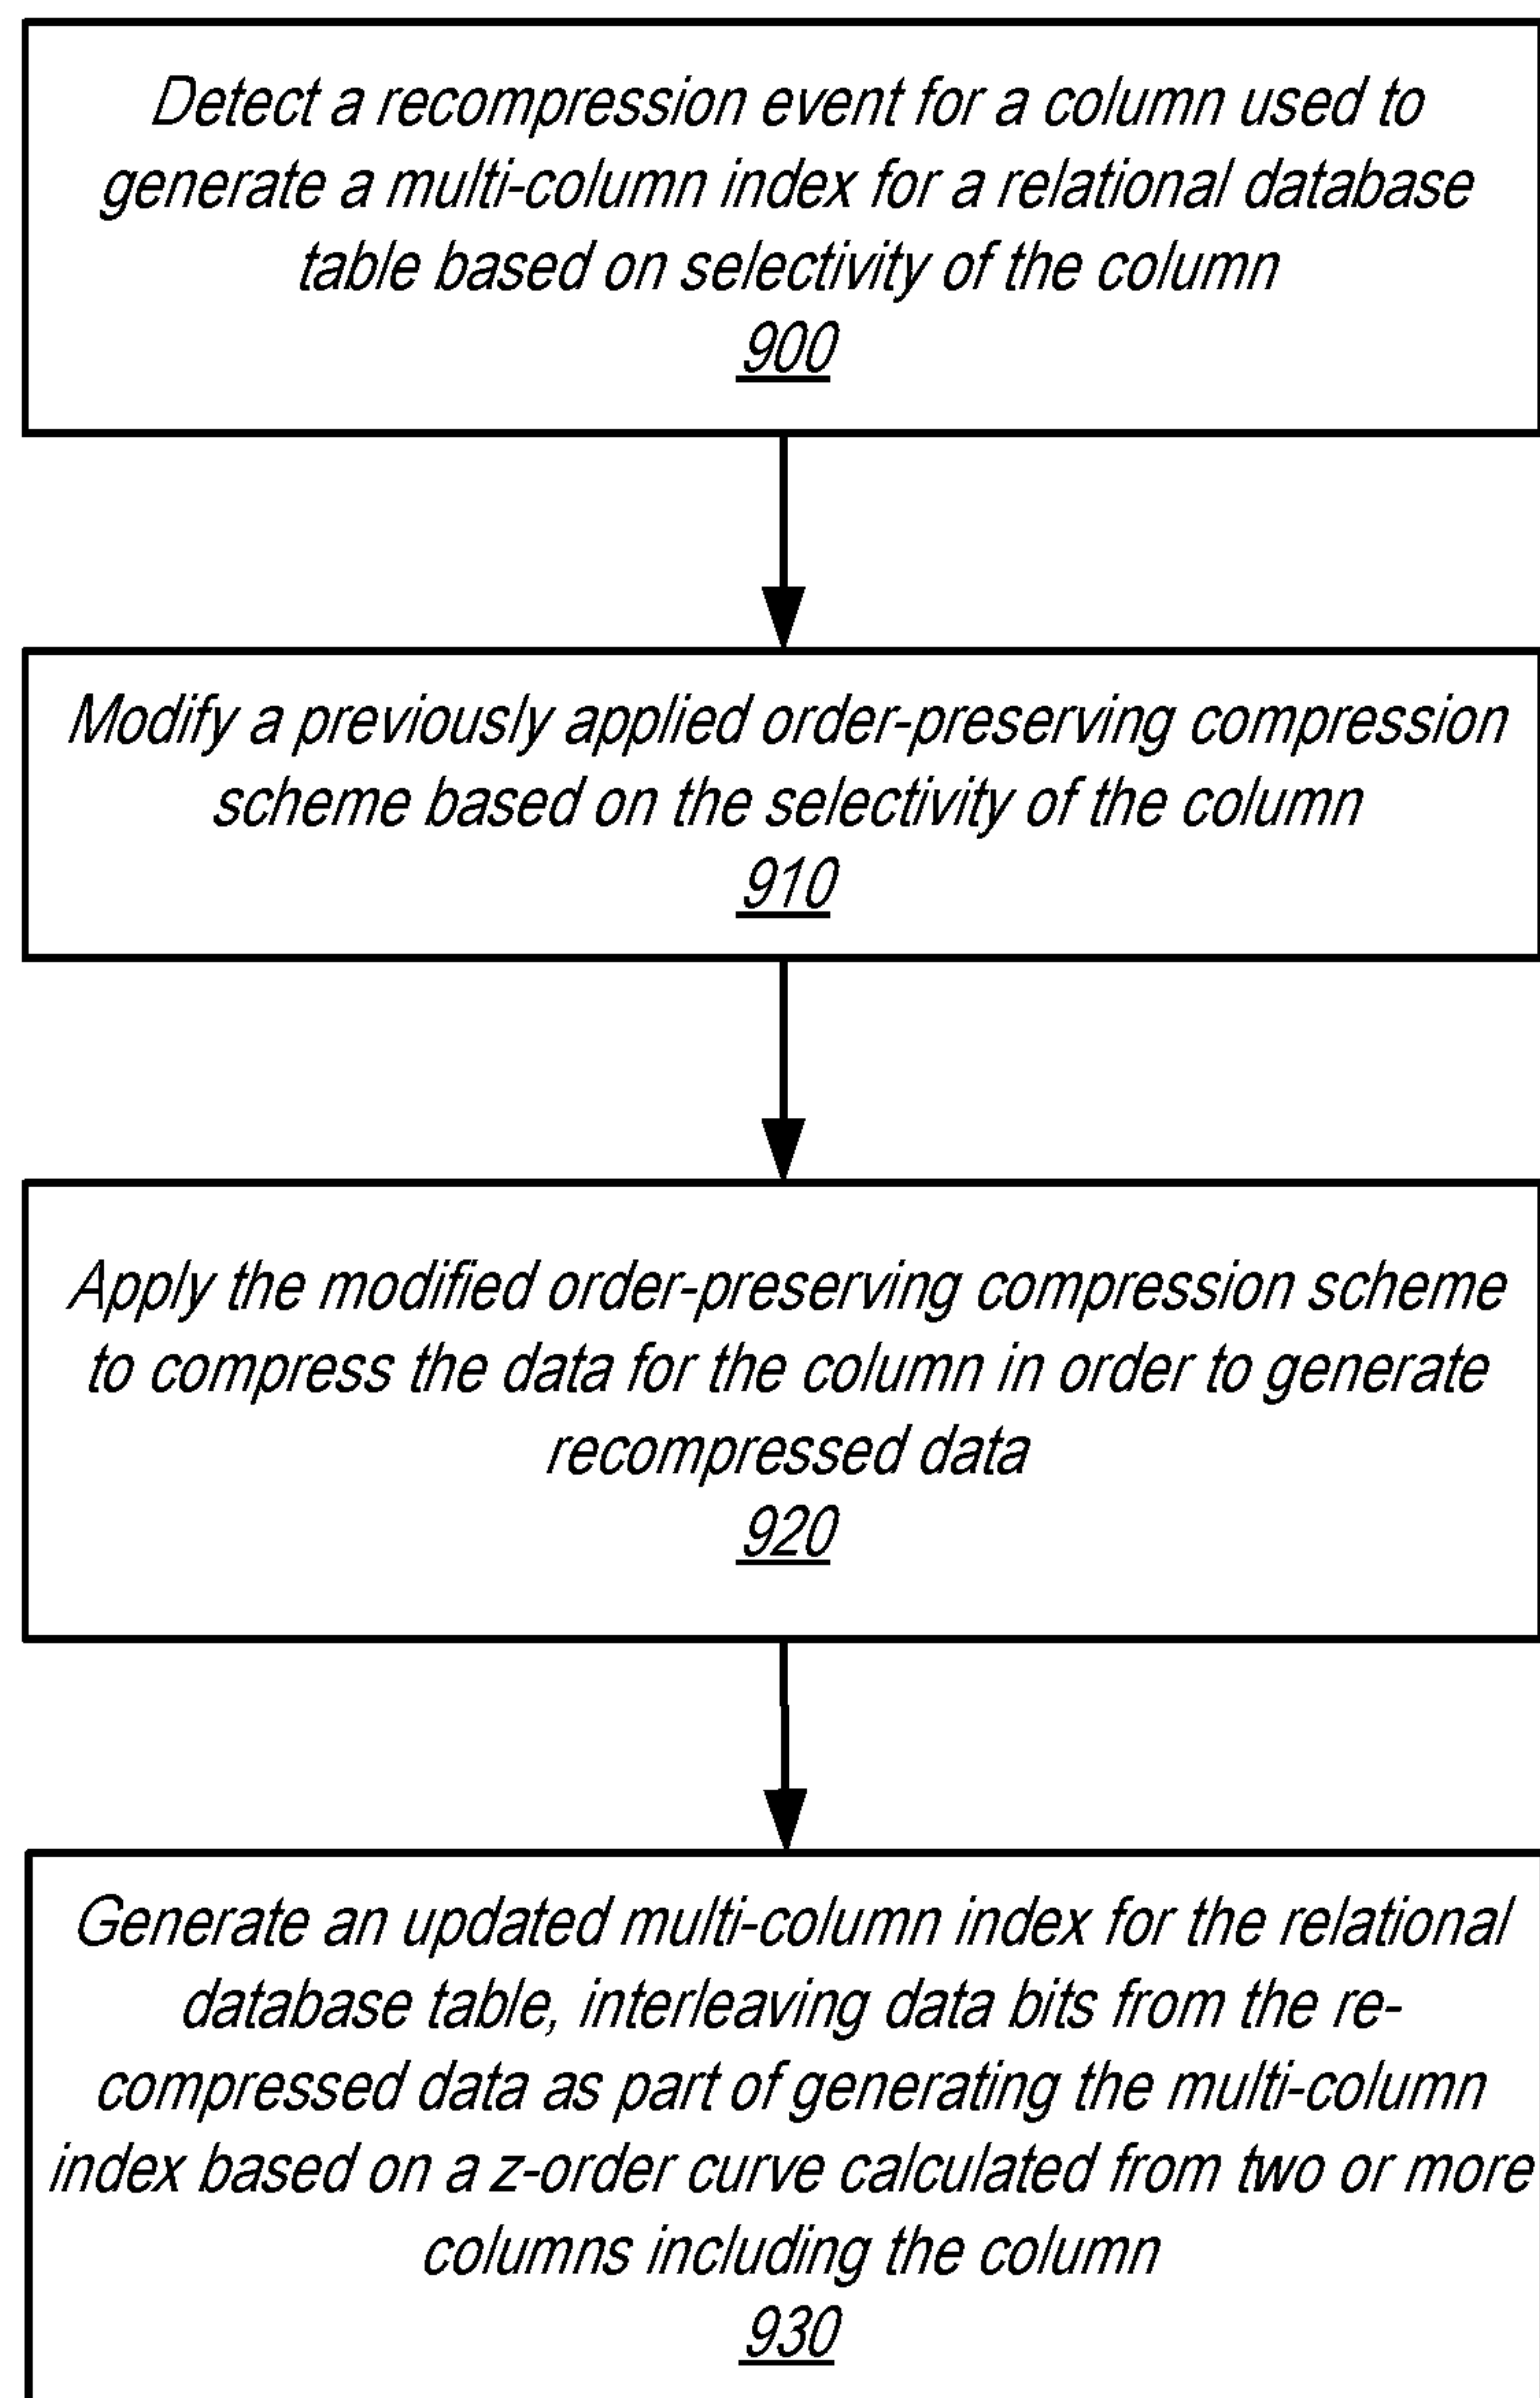 Detect a recompression event for a column used to
generate a multi-column index for a relational database
table based on selectivity of the column
900
Modify a previously applied order-preserving compression
scheme based on the selectivity of the column
910
Apply the modified order-preserving compression scheme
to compress the data for the column in order to generate
recompressed data
920
Generate an updated multi-column index for the relational
database table, interleaving data bits from the re-
compressed data as part of generating the multi-column
index based on a z-order curve calculated from two or more
columns including the column
930